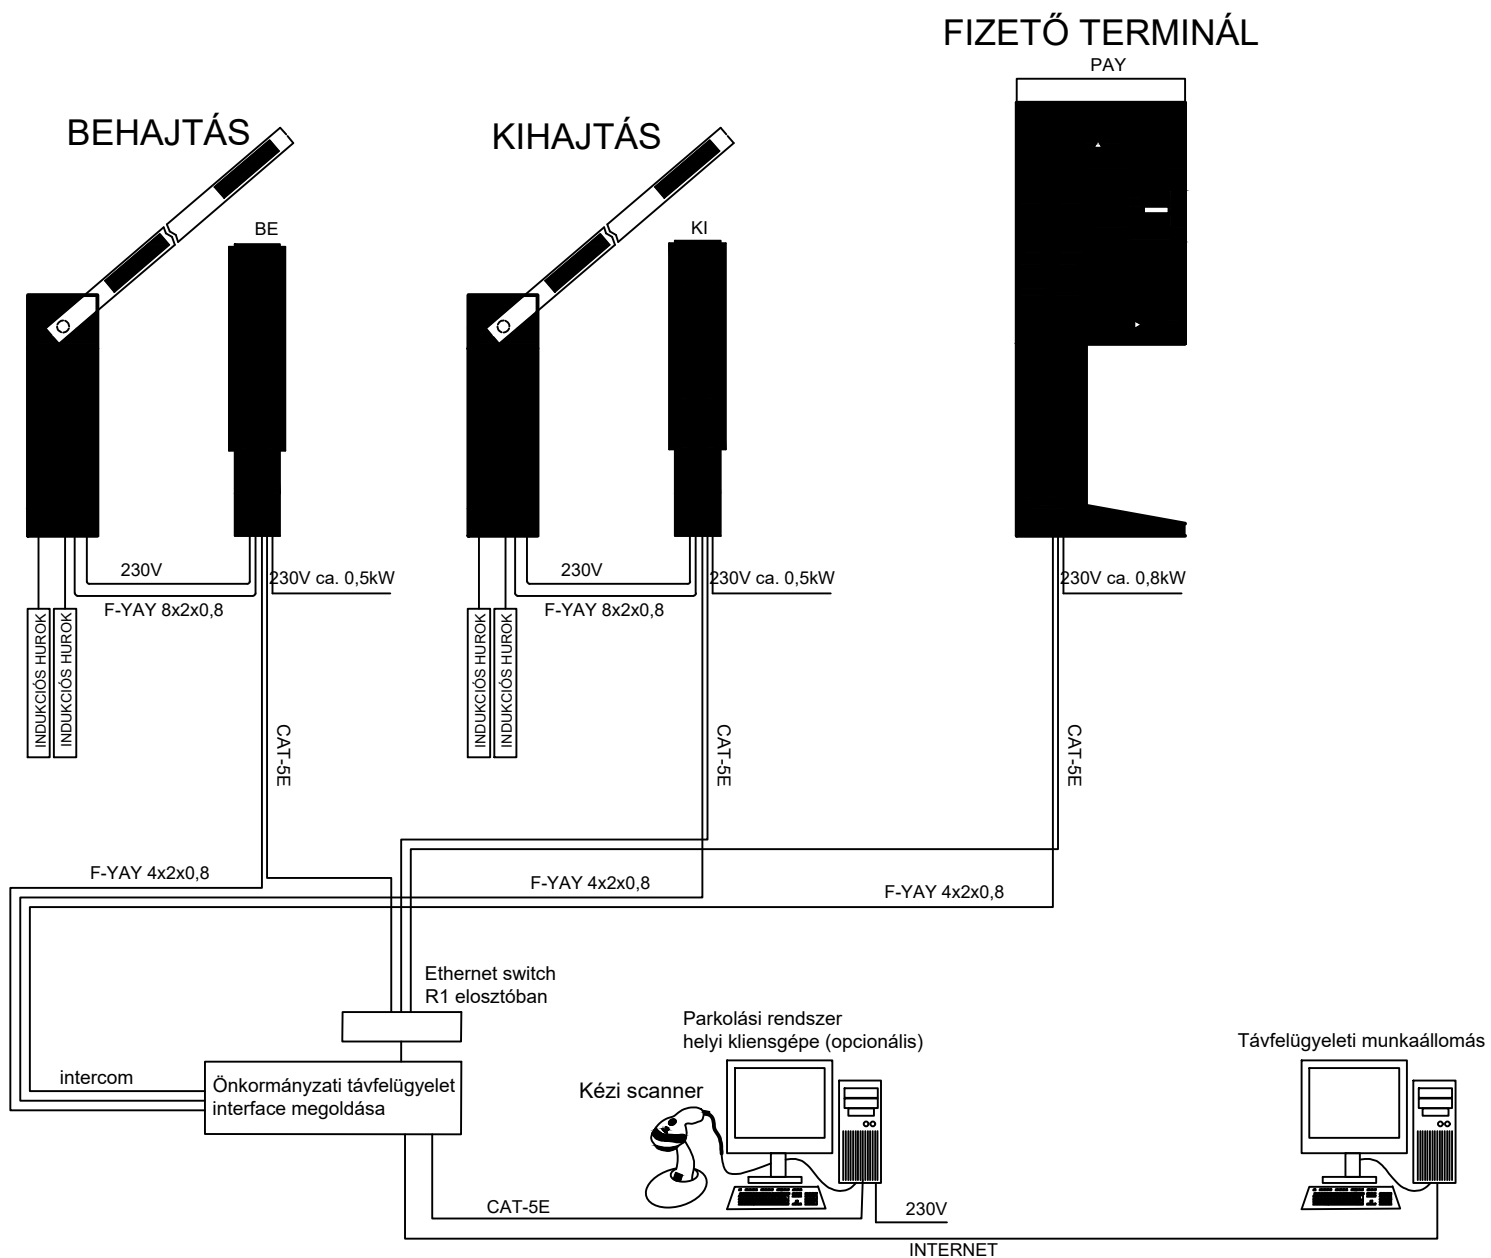 FIZETŐ TERMINÁL
PAY
BEHAJTÁS
KIHAJTÁS
BE
KI
230V
230V ca. 0,5kW
F-YAY 8x2x0,8
230V
230V ca. 0,5kW
F-YAY 8x2x0,8
230V ca. 0,8kW
INDUKCIÓS HUROK
INDUKCIÓS HUROK
INDUKCIÓS HUROK
INDUKCIÓS HUROK
CAT-5E
CAT-5E
CAT-5E
F-YAY 4x2x0,8
F-YAY 4x2x0,8
F-YAY 4x2x0,8
Ethernet switch
R1 elosztóban
intercom
Önkormányzati távfelügyelet
interface megoldása
Parkolási rendszer
helyi kliensgépe (opcionális)
Kézi scanner
Távfelügyeleti munkaállomás
CAT-5E
230V
INTERNET